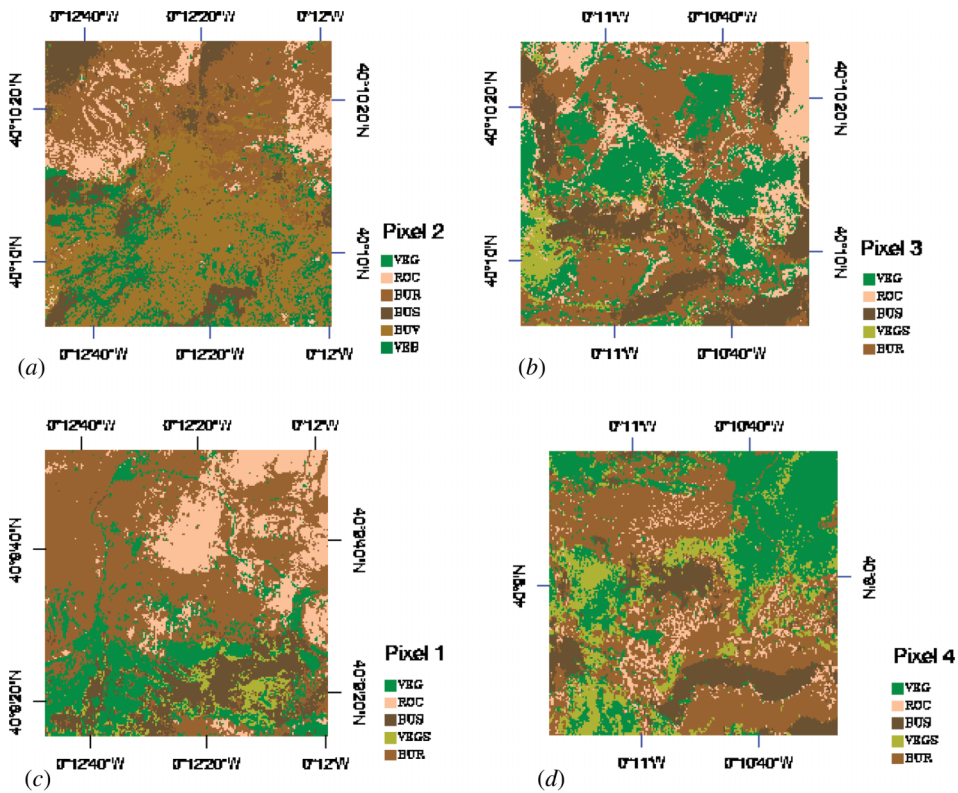 0°12'40"W 0°12'20"W 0°12'W
40°10'20"N
40°10'20"N
40°10'N
40°10'N
Pixel 2
VEG
ROC
BUR
BUS
BUV
VEB
0°12'40"W 0°12'20"W 0°12'W
(a)
0°11'W 0°10'40"W
40°10'20"N
40°10'20"N
40°10'N
40°10'N
Pixel 3
VEG
ROC
BUS
VEGS
BUR
0°11'W 0°10'40"W
(b)
0°12'40"W 0°12'20"W 0°12'W
40°9'40"N
40°9'40"N
40°9'20"N
40°9'20"N
Pixel 1
VEG
ROC
BUS
VEGS
BUR
0°12'40"W 0°12'20"W 0°12'W
(c)
0°11'W 0°10'40"W
40°9'N
Pixel 4
VEG
ROC
BUS
VEGS
BUR
0°11'W 0°10'40"W
(d)